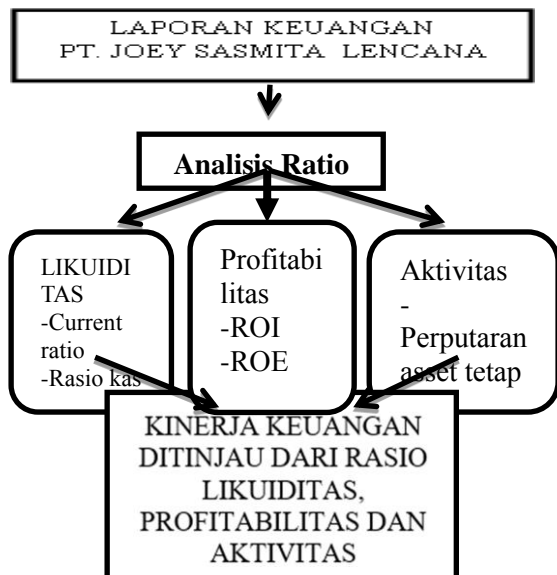 LAPORAN KEUANGAN
PT. JOEY SASMITA LENCANA
Analisis Ratio
LIKUIDI
TAS
-Current
ratio
-Rasio kas
Profitabi
litas
-ROI
-ROE
Aktivitas
-
Perputaran
asset tetap
KINERJA KEUANGAN
DITINJAU DARI RASIO
LIKUIDITAS,
PROFITABILITAS DAN
AKTIVITAS